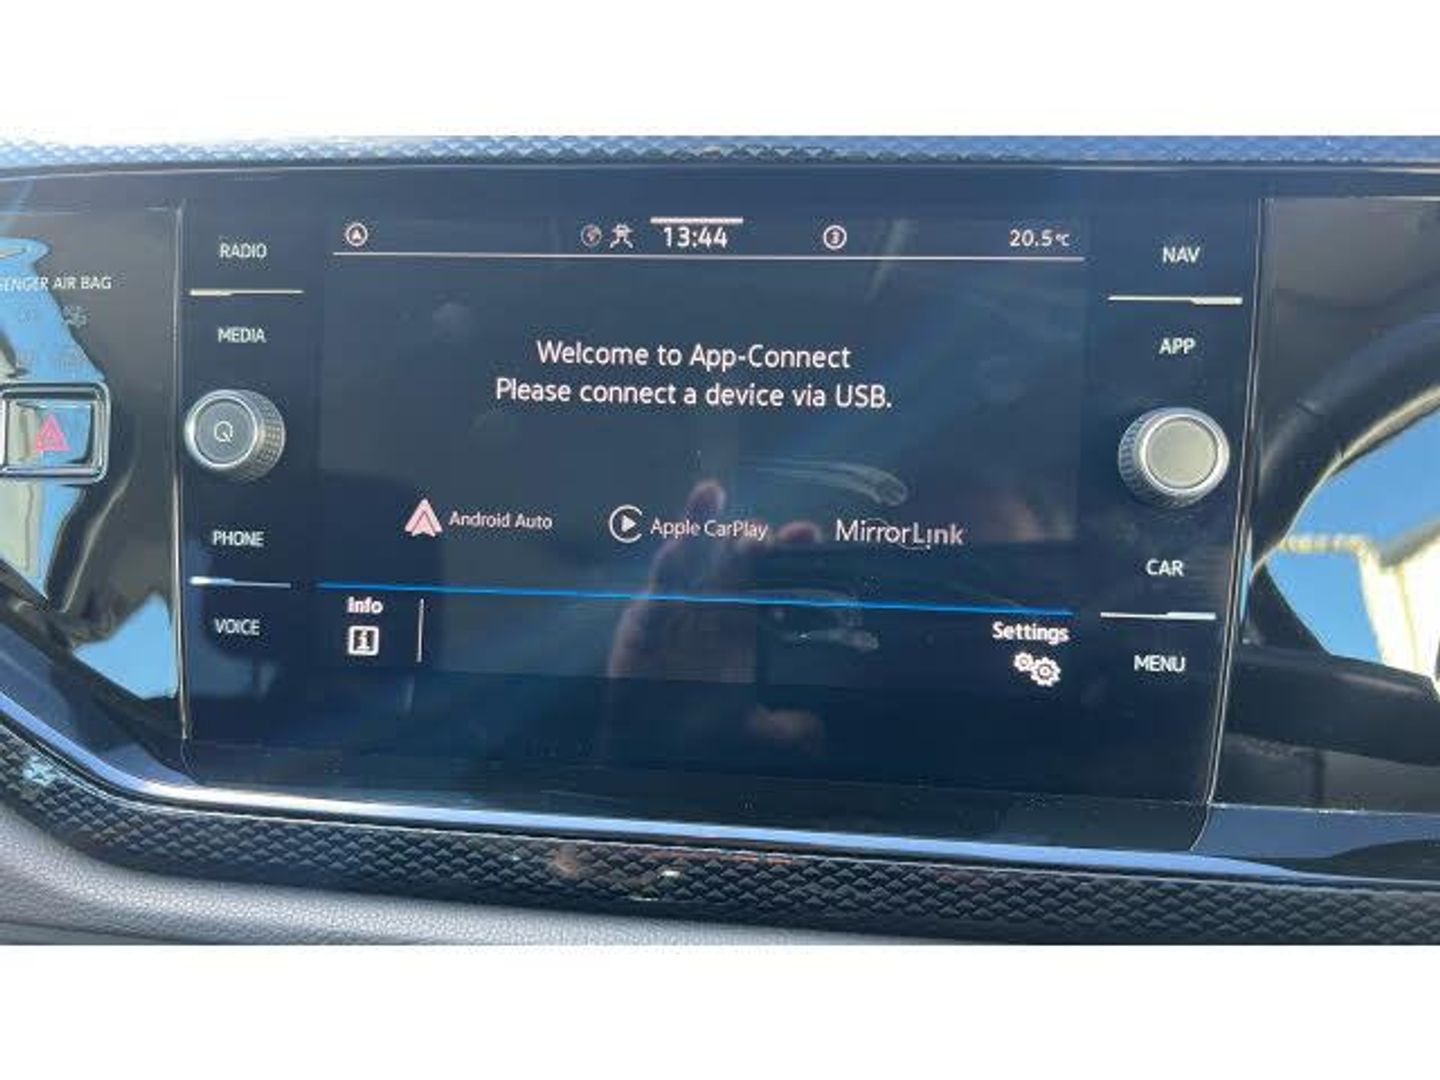 13:44
3
20.5°C
RADIO
MEDIA
PHONE
VOICE
NAV
APP
CAR
MENU
AIR BAG
Welcome to App-Connect
Please connect a device via USB.
Android Auto
Apple CarPlay
MirrorLink
Info
i
Settings